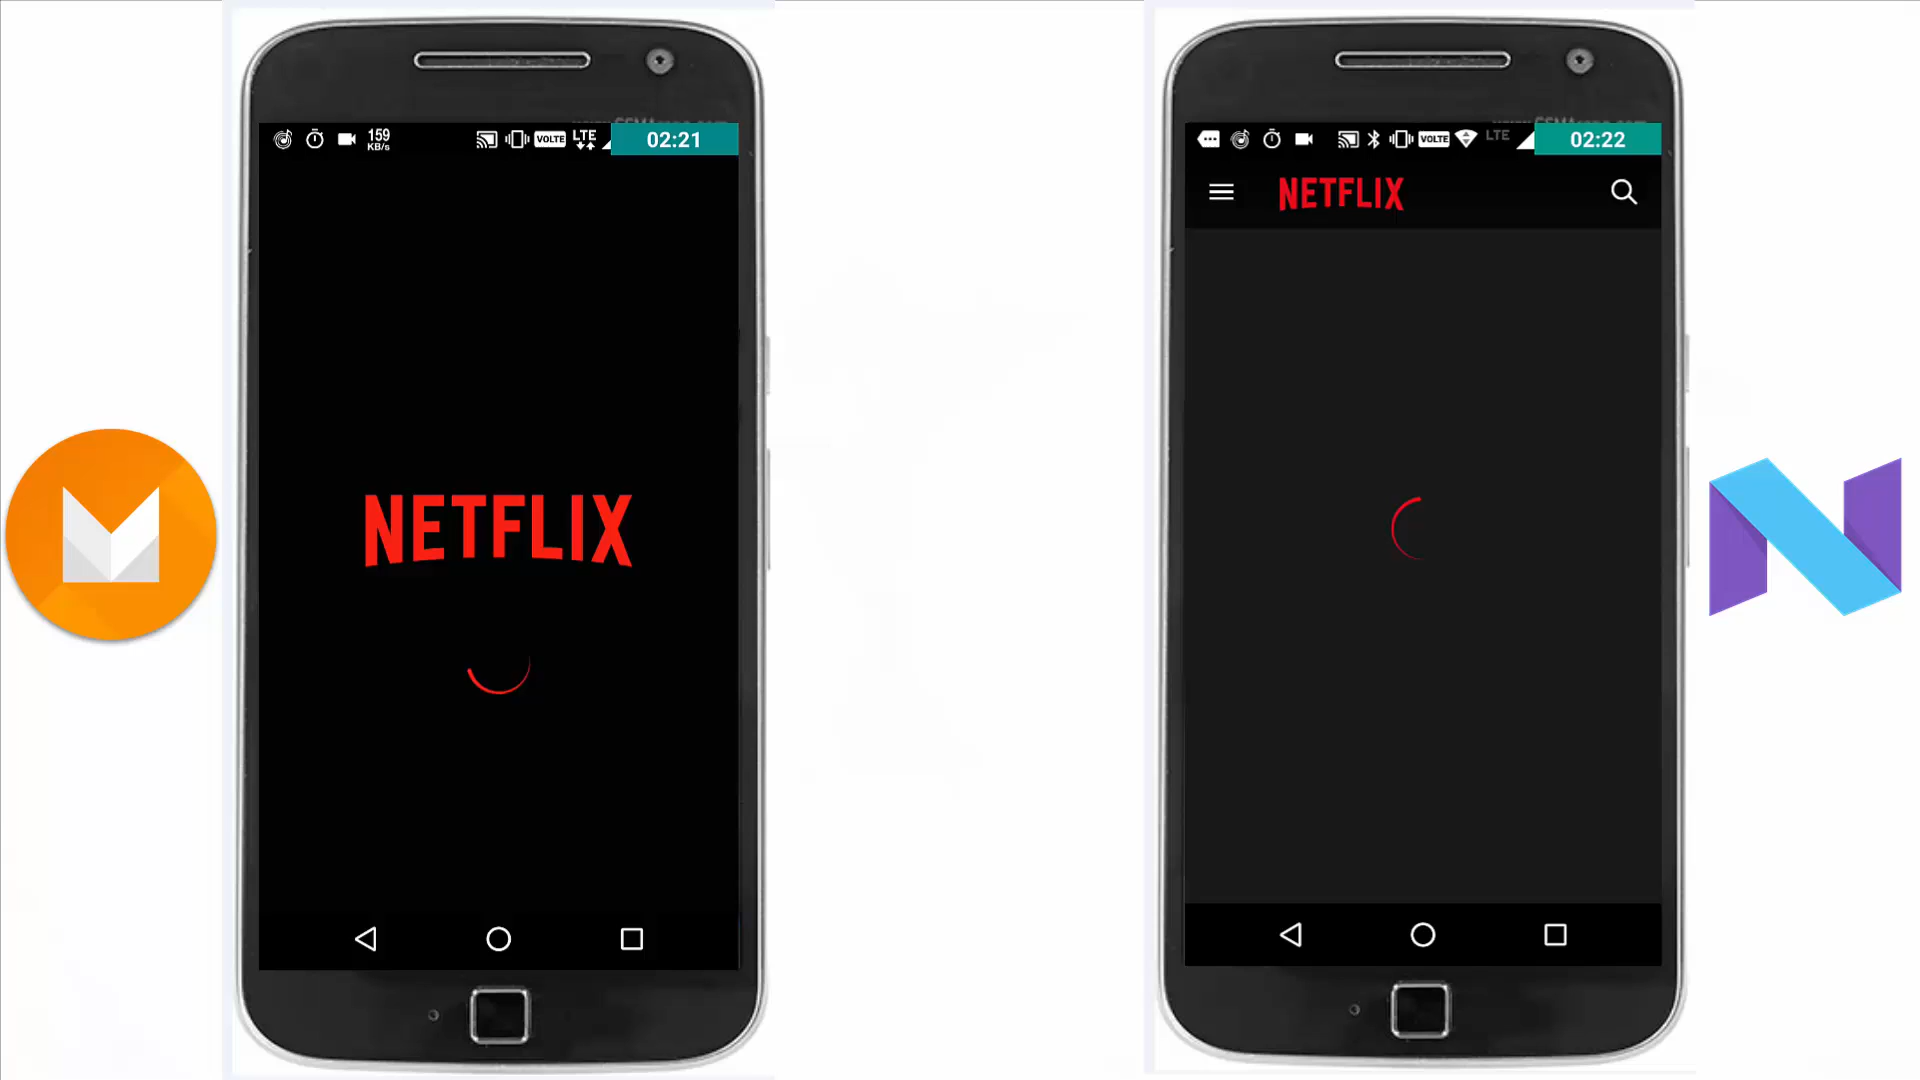 159
KB/s
VOLTE
LTE
02:21
NETFLIX
VOLTE
LTE
02:22
NETFLIX